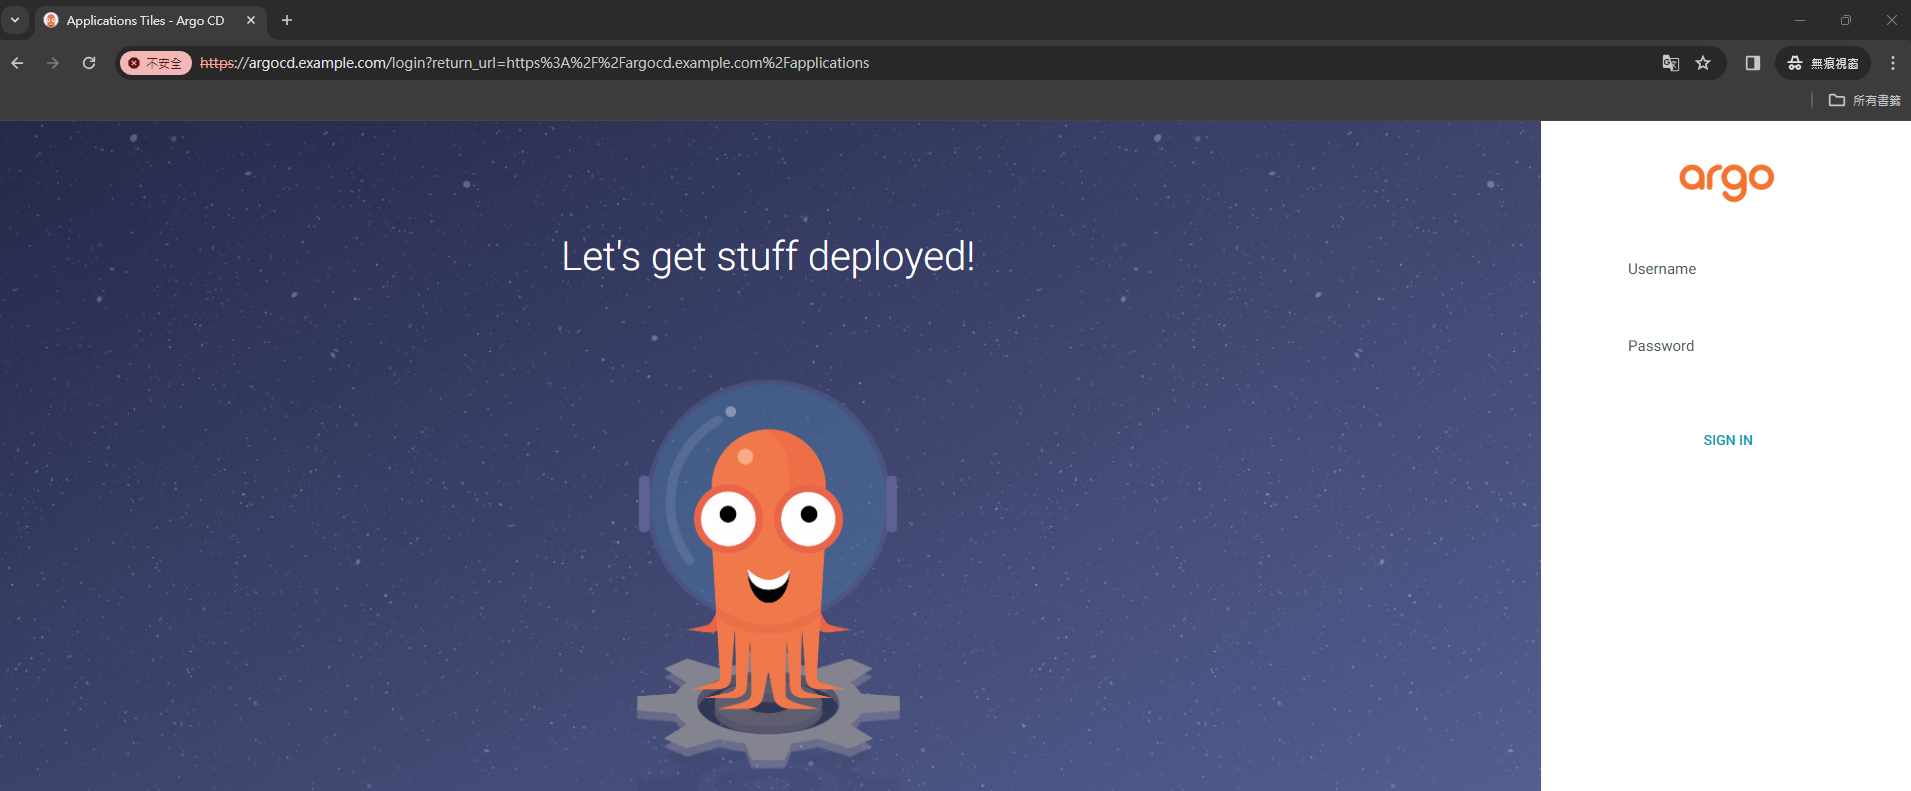 Applications Tiles - Argo CD
不安全
https://argocd.example.com/login?return_url=https%3A%2F%2Fargocd.example.com%2Fapplications
無痕視窗
所有書籤
Let's get stuff deployed!
argo
Username
Password
SIGN IN